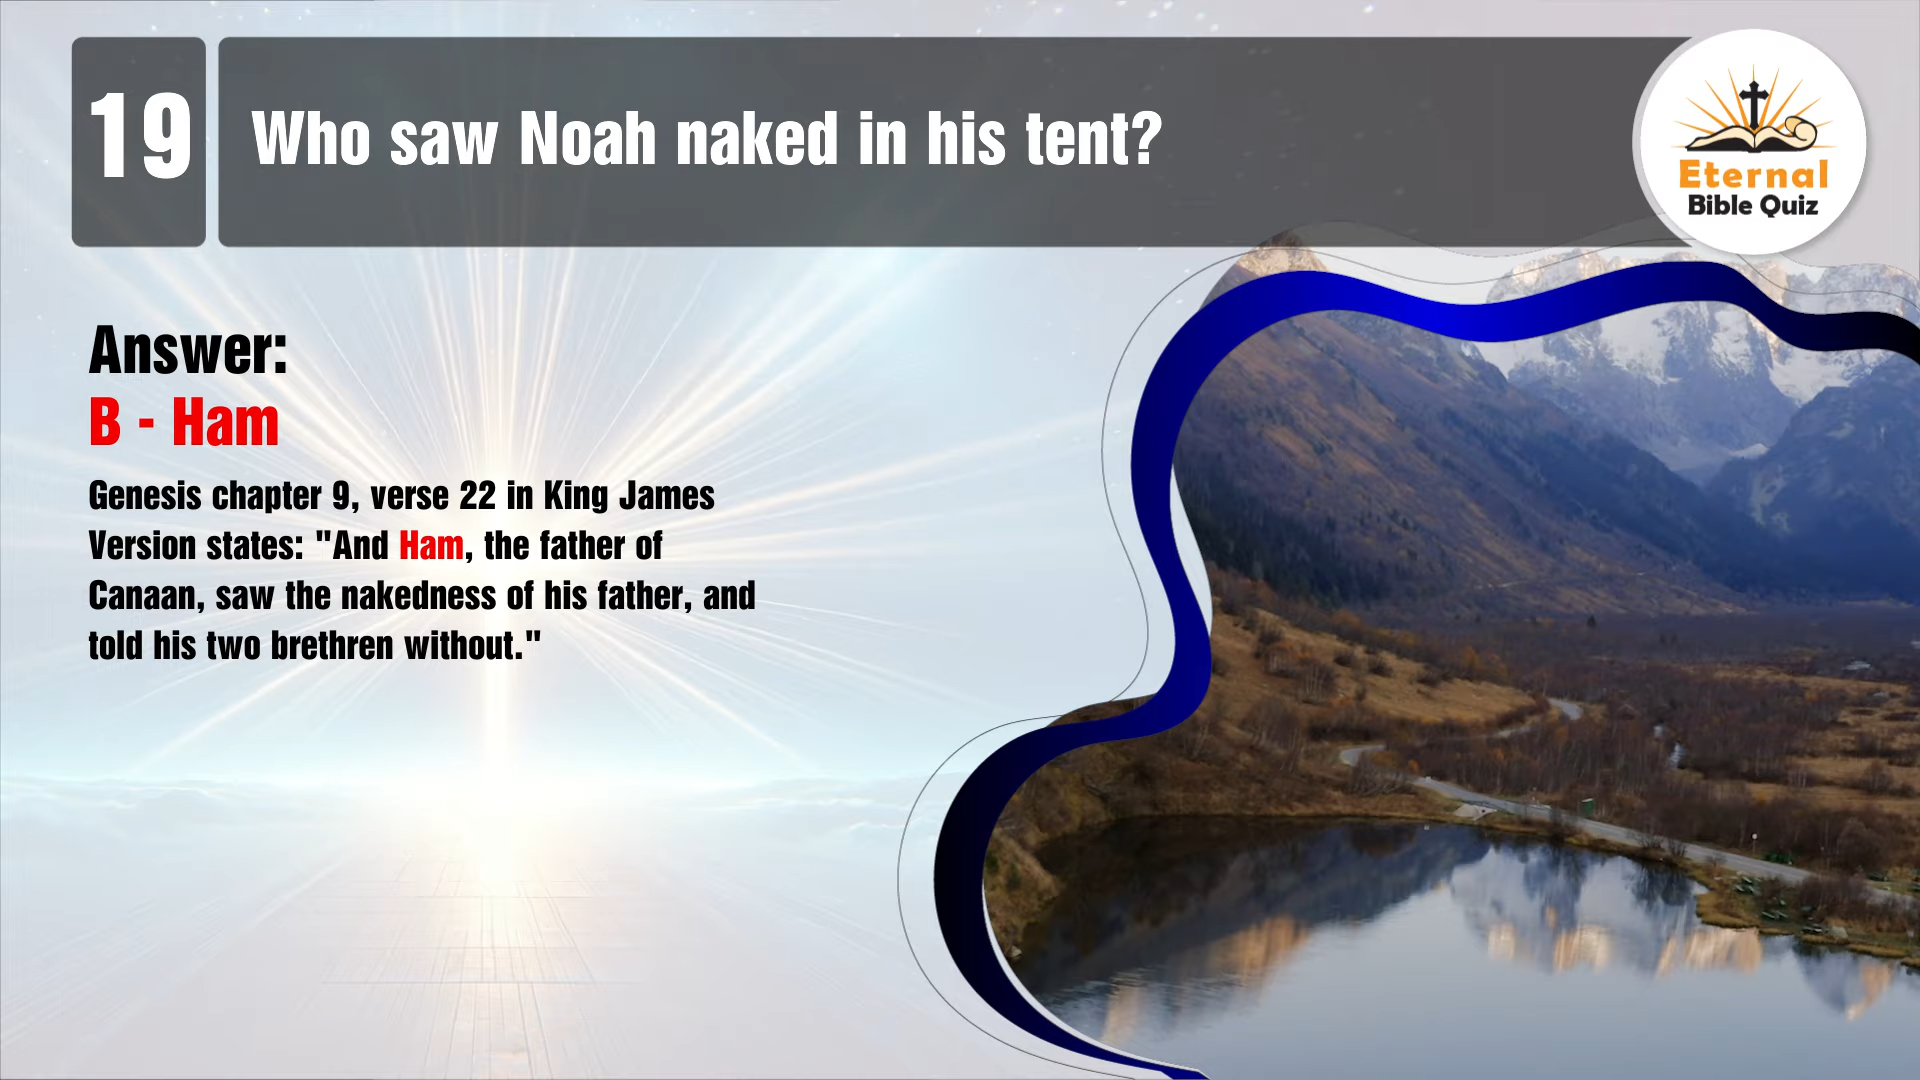 19
Who saw Noah naked in his tent?
Eternal
Bible Quiz
Answer:
B - Ham
Genesis chapter 9, verse 22 in King James
Version states: "And Ham, the father of
Canaan, saw the nakedness of his father, and
told his two brethren without."